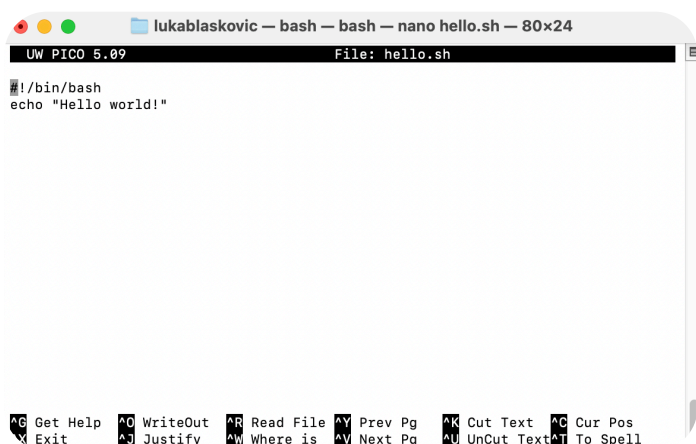 lukablaskovic — bash — bash — nano hello.sh — 80×24
UW PICO 5.09 File: hello.sh
#!/bin/bash
echo "Hello world!"
^G Get Help ^O WriteOut ^R Read File ^Y Prev Pg ^K Cut Text ^C Cur Pos
^X Exit ^J Justify ^W Where is ^V Next Pg ^U UnCut Text ^T To Spell